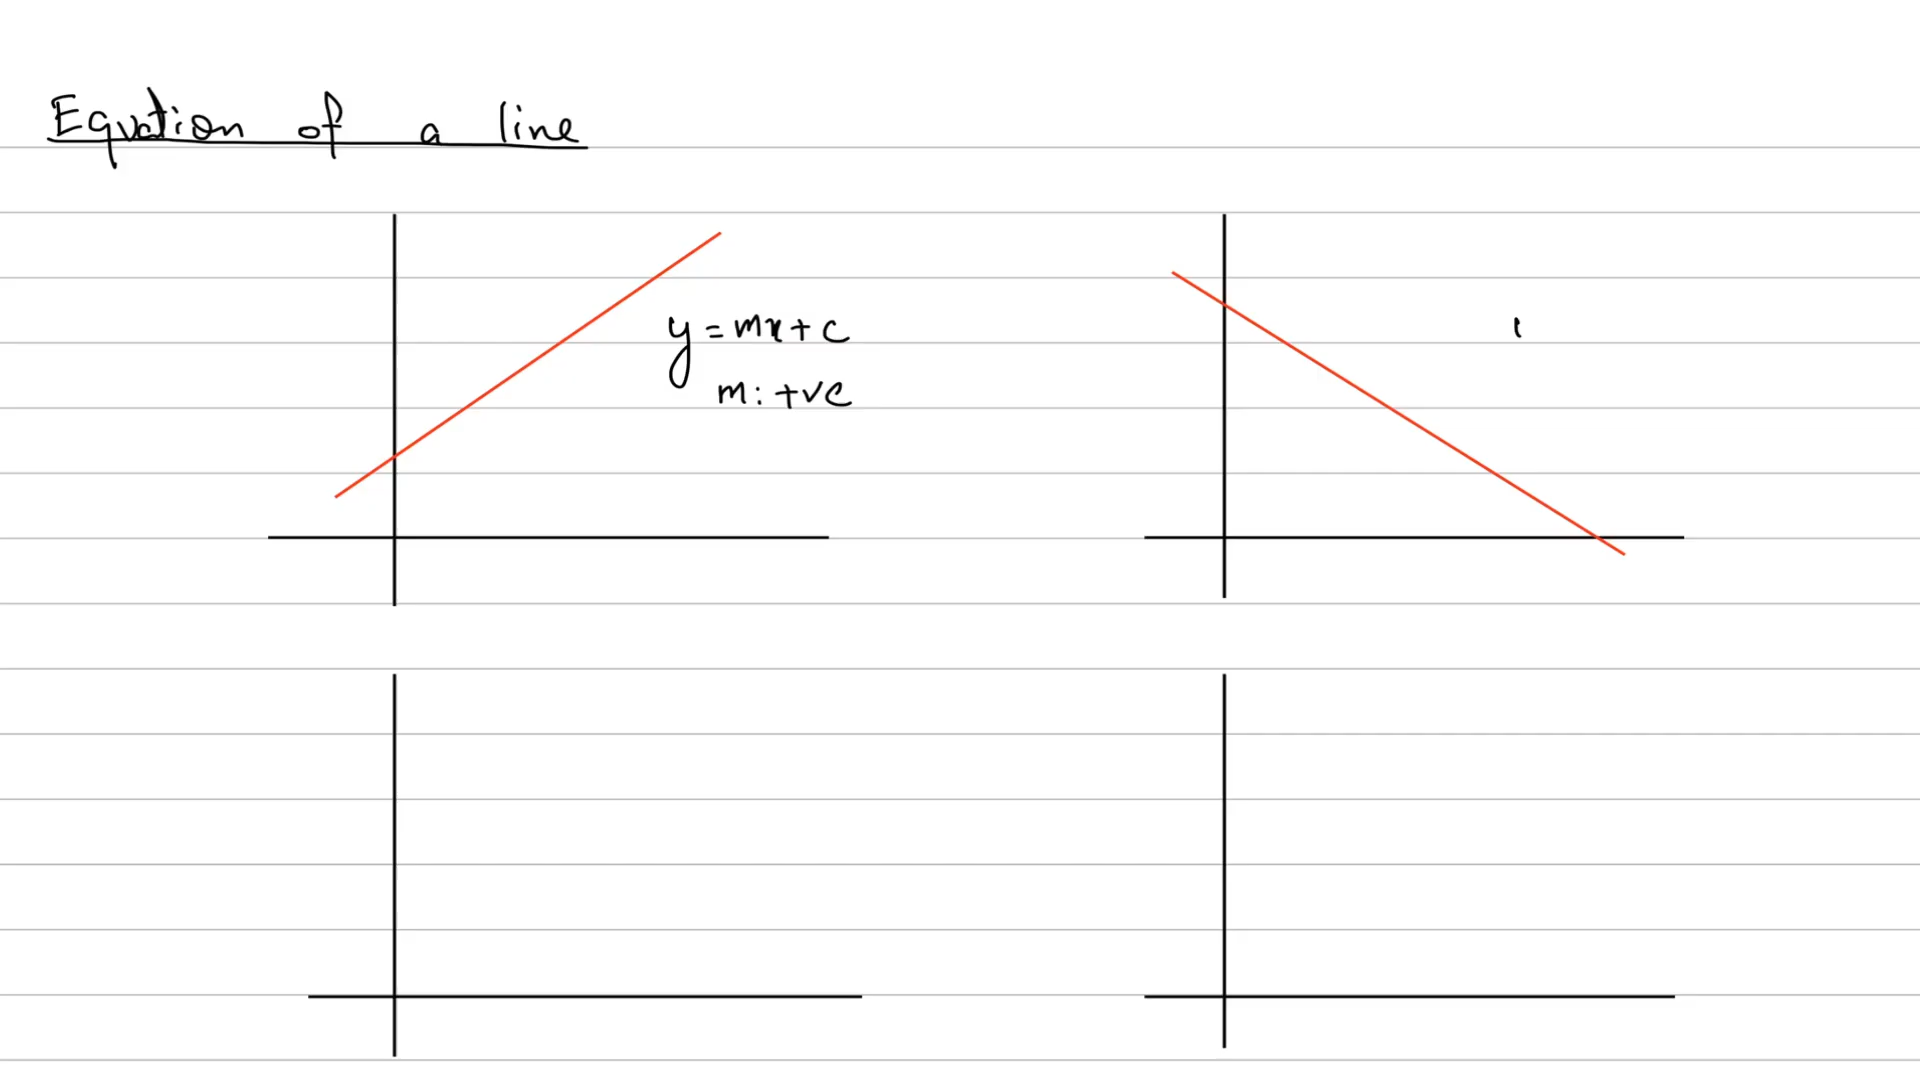 Equation of a line
y = mx + c
m: +ve